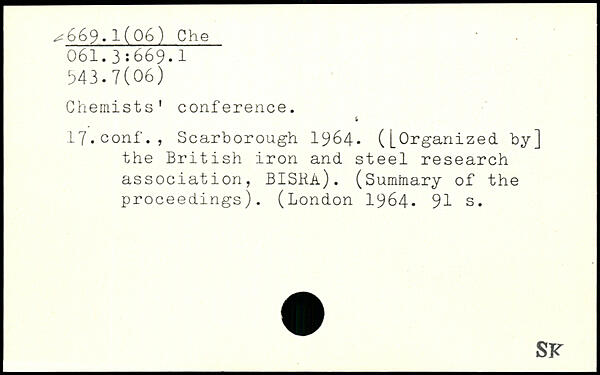 669.1(06) Che
061.3:669.1
543.7(06)
Chemists' conference.
17.conf., Scarborough 1964. ([Organized by]
the British iron and steel research
association, BISRA). (Summary of the
proceedings). (London 1964. 91 s.
SK